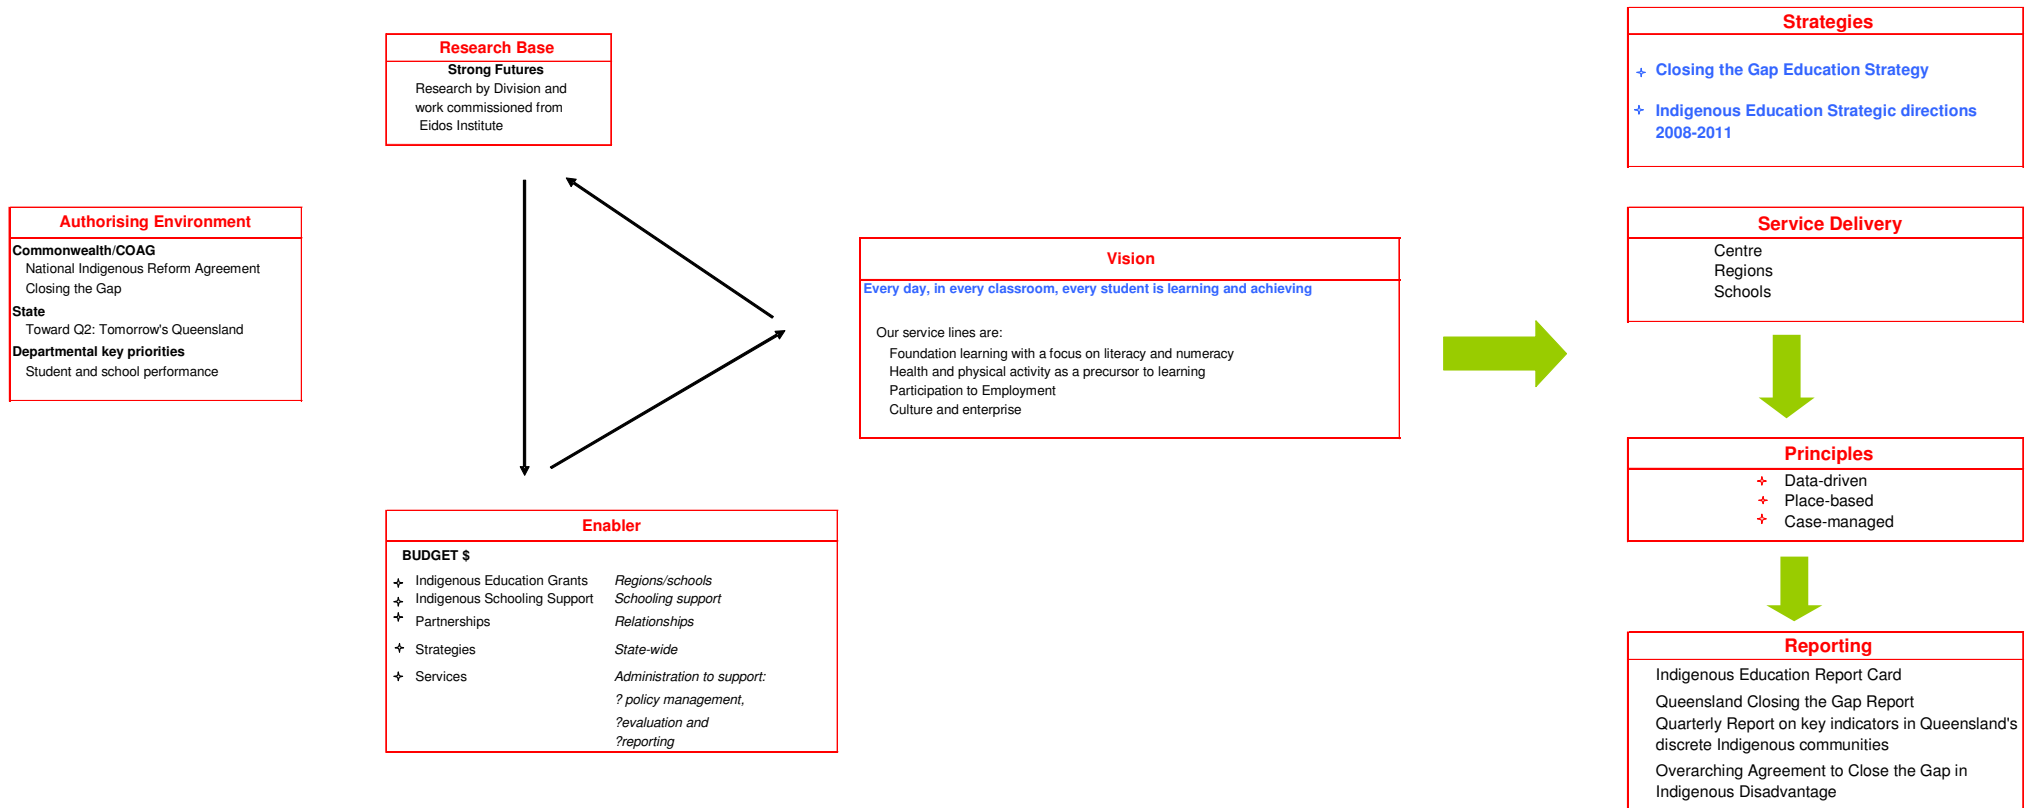 Authorising Environment
Commonwealth/COAG
National Indigenous Reform Agreement
Closing the Gap
State
Toward Q2: Tomorrow's Queensland
Departmental key priorities
Student and school performance
Research Base
Strong Futures
Research by Division and
work commissioned from
Eidos Institute
Enabler
BUDGET $
Indigenous Education Grants Regions/schools
Indigenous Schooling Support Schooling support
Partnerships Relationships
Strategies State-wide
Services Administration to support:
? policy management,
?evaluation and
?reporting
Vision
Every day, in every classroom, every student is learning and achieving
Our service lines are:
Foundation learning with a focus on literacy and numeracy
Health and physical activity as a precursor to learning
Participation to Employment
Culture and enterprise
Strategies
Closing the Gap Education Strategy
Indigenous Education Strategic directions
2008-2011
Service Delivery
Centre
Regions
Schools
Principles
Data-driven
Place-based
Case-managed
Reporting
Indigenous Education Report Card
Queensland Closing the Gap Report
Quarterly Report on key indicators in Queensland's
discrete Indigenous communities
Overarching Agreement to Close the Gap in
Indigenous Disadvantage